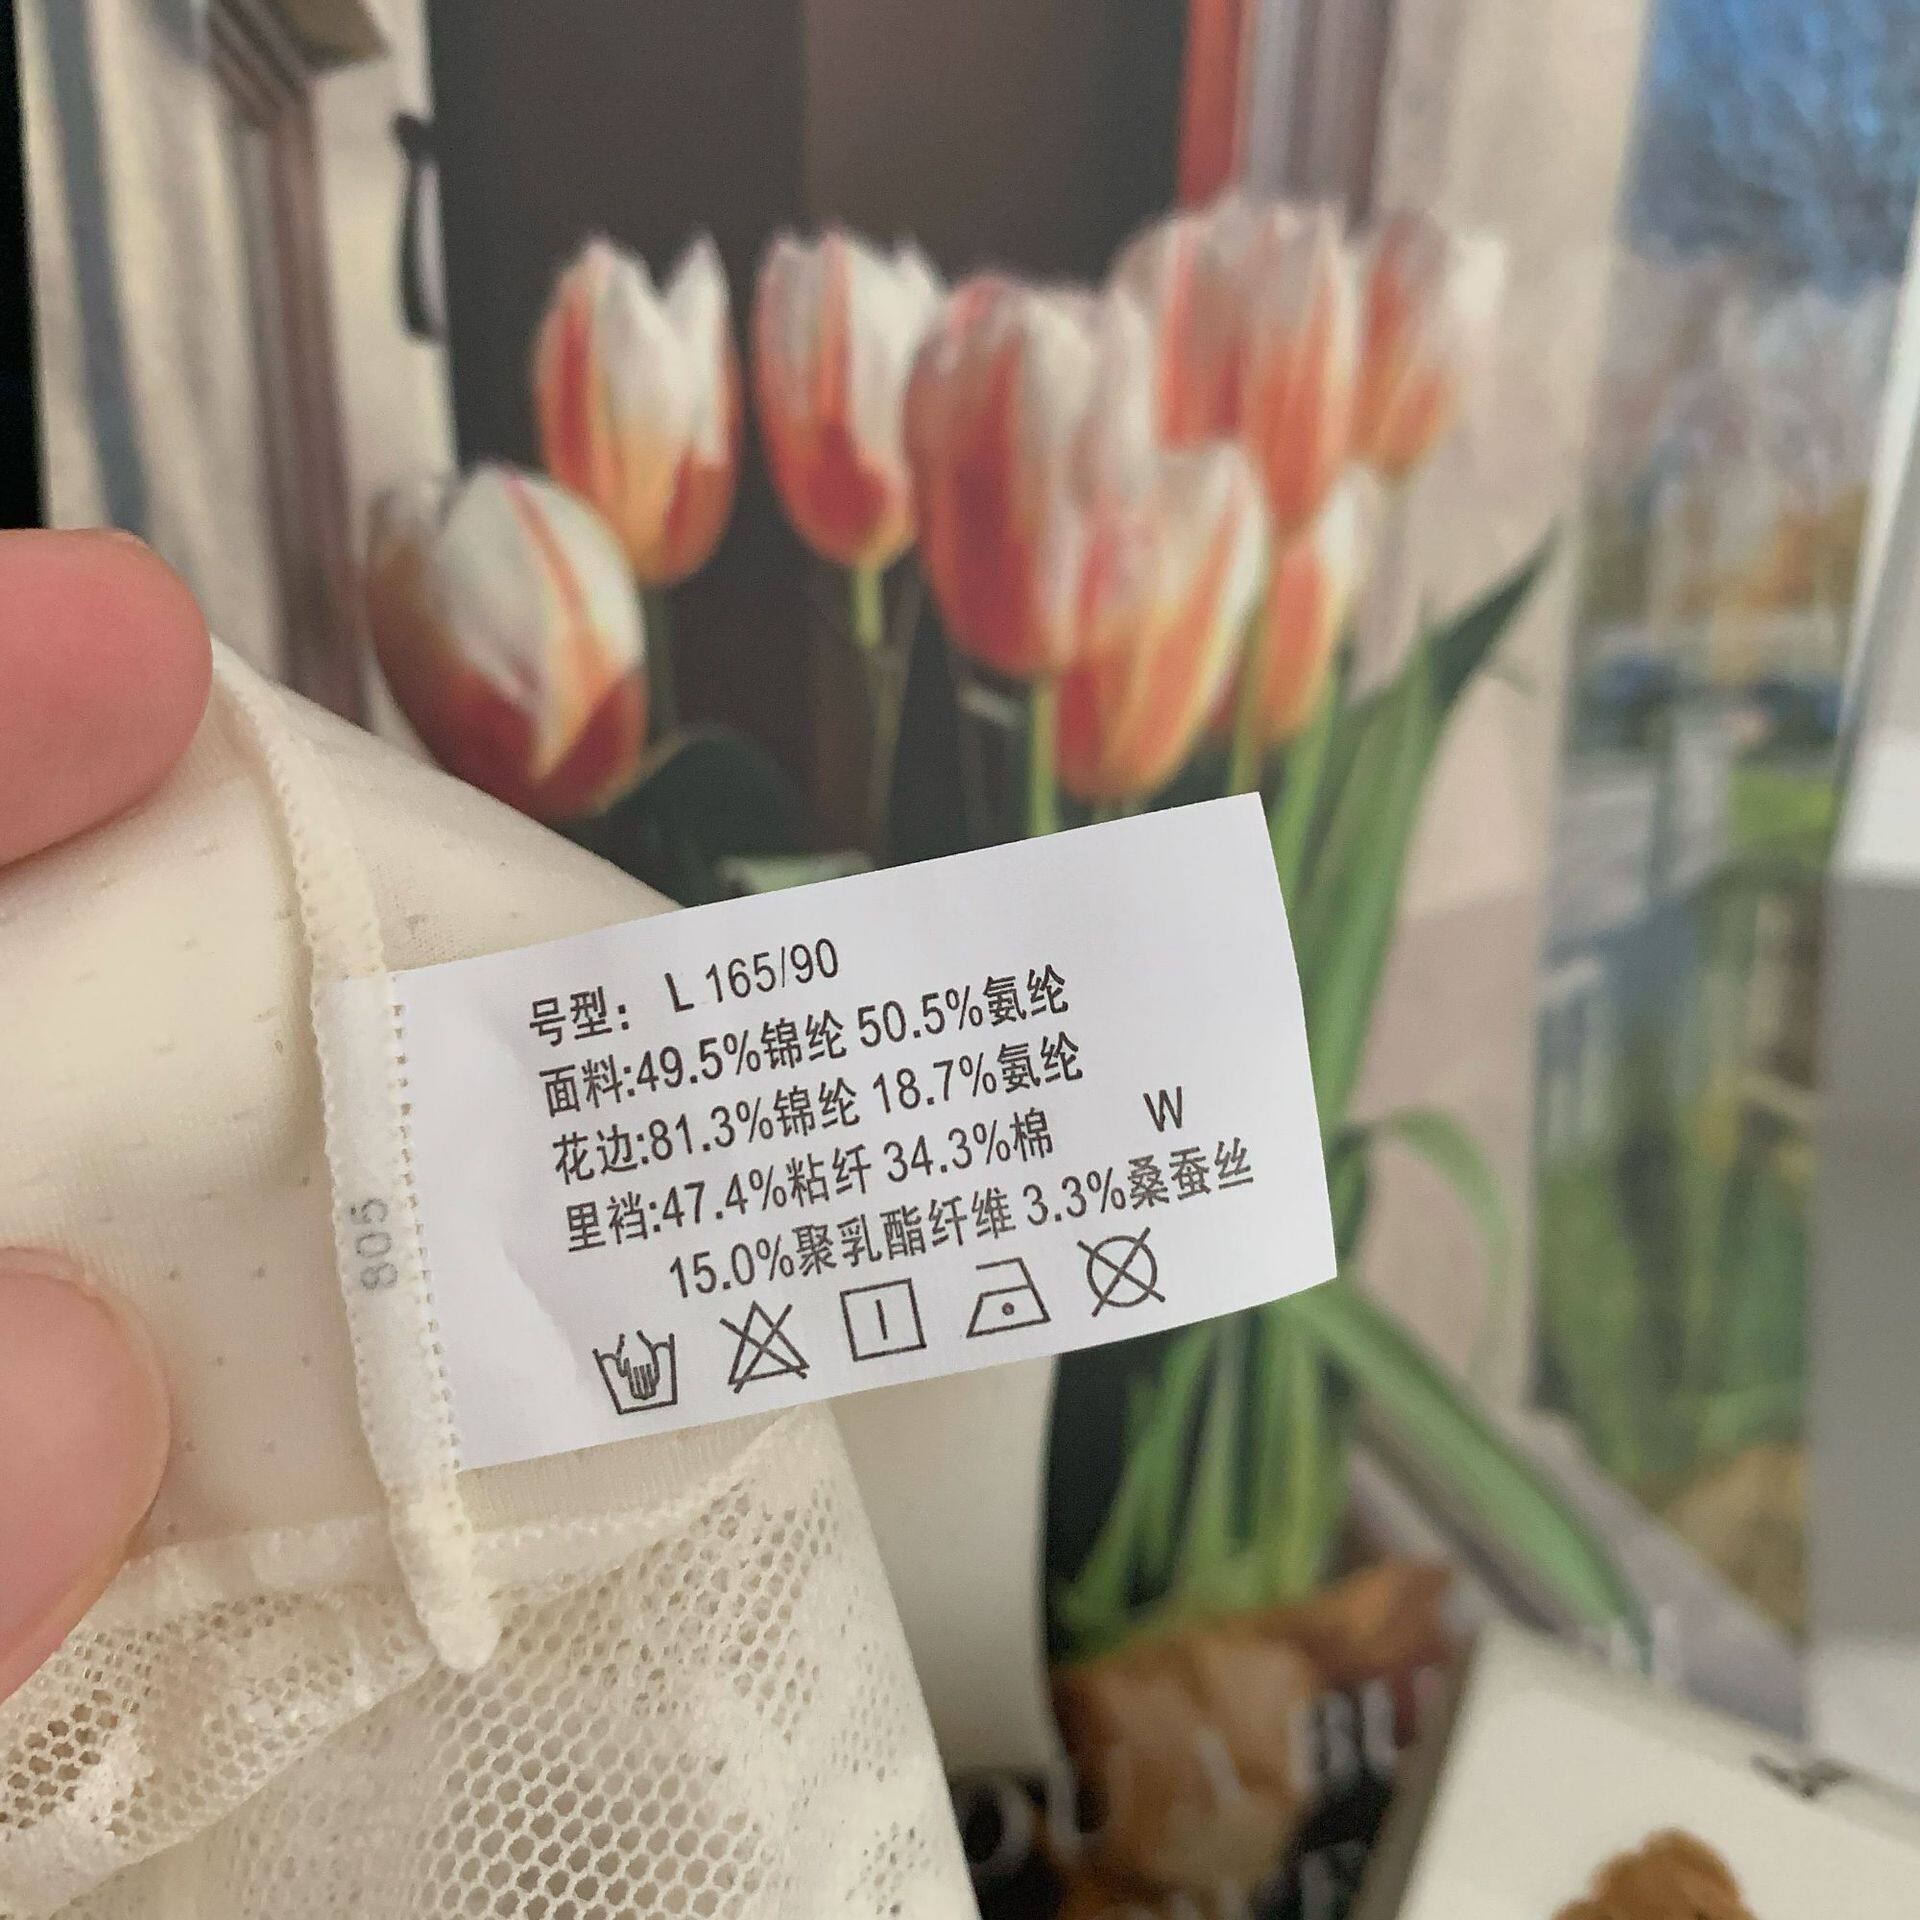 号型： L 165/90
面料:49.5%锦纶 50.5%氨纶
花边:81.3%锦纶 18.7%氨纶
里裆:47.4%粘纤 34.3%棉 W
15.0%聚乳酯纤维 3.3%桑蚕丝
805